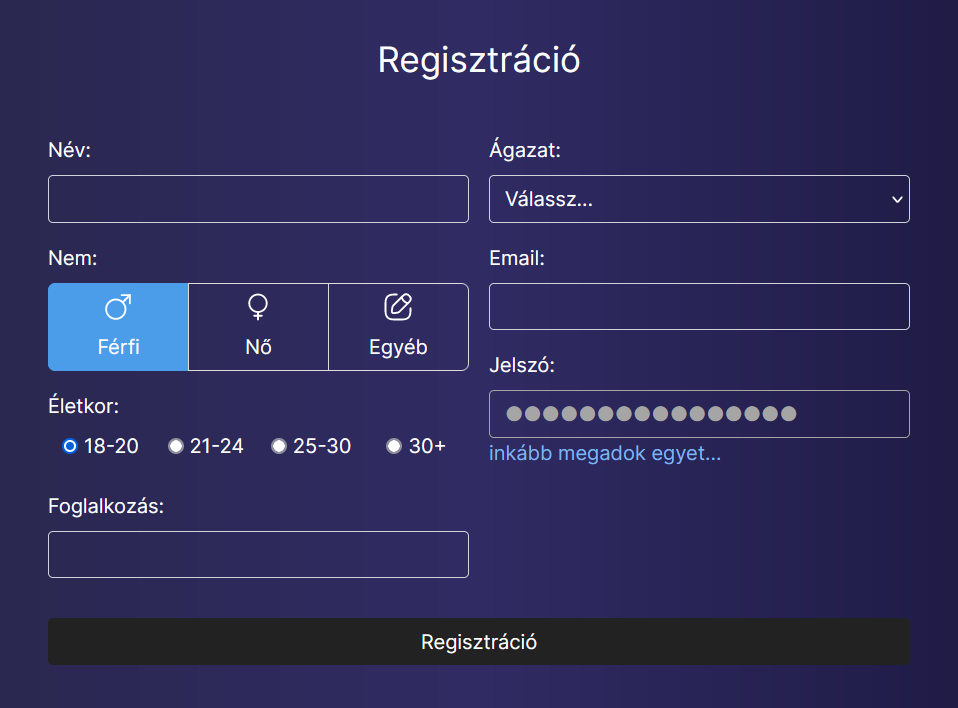 Regisztráció
Név:
Nem:
Férfi Nő Egyéb
Életkor:
18-20 21-24 25-30 30+
Foglalkozás:
Ágazat:
Válassz...
Email:
Jelszó:
inkább megadok egyet...
Regisztráció